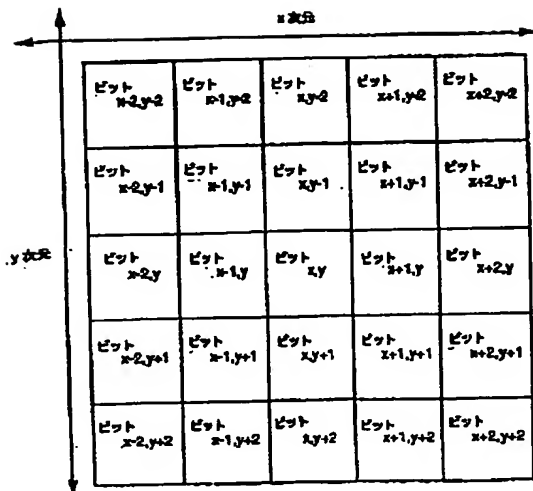 x 次分
ビット ビット ビット ビット ビット
x-2,y-2 x-1,y-2 x,y-2 x+1,y-2 x+2,y-2
ビット ビット ビット ビット ビット
x-2,y-1 x-1,y-1 x,y-1 x+1,y-1 x+2,y-1
y 次元
ビット ビット ビット ビット ビット
x-2,y x-1,y x,y x+1,y x+2,y
ビット ビット ビット ビット ビット
x-2,y+1 x-1,y+1 x,y+1 x+1,y+1 x+2,y+1
ビット ビット ビット ビット ビット
x-2,y+2 x-1,y+2 x,y+2 x+1,y+2 x+2,y+2